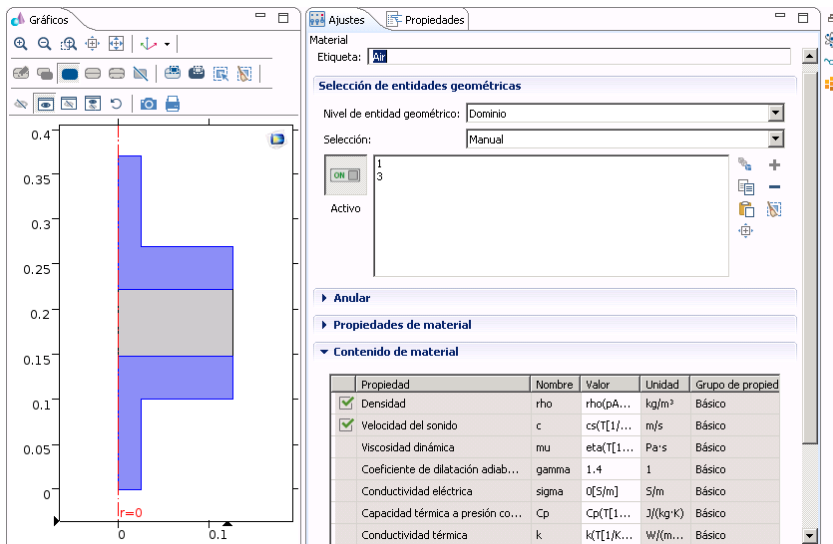 Gráficos
Ajustes
Propiedades
Material
Etiqueta: Air
Selección de entidades geométricas
Nivel de entidad geométrico: Dominio
Selección: Manual
ON
Activo
1
3
Anular
Propiedades de material
Contenido de material
Propiedad Nombre Valor Unidad Grupo de propied
Densidad rho rho(pA... kg/m³ Básico
Velocidad del sonido c cs(T[1/... m/s Básico
Viscosidad dinámica mu eta(T[1... Pa·s Básico
Coeficiente de dilatación adiab... gamma 1.4 1 Básico
Conductividad eléctrica sigma 0[S/m] S/m Básico
Capacidad térmica a presión co... Cp Cp(T[1... J/(kg·K) Básico
Conductividad térmica k k(T[1/K... W/(m... Básico
0.4
0.35
0.3
0.25
0.2
0.15
0.1
0.05
0
r=0
0
0.1